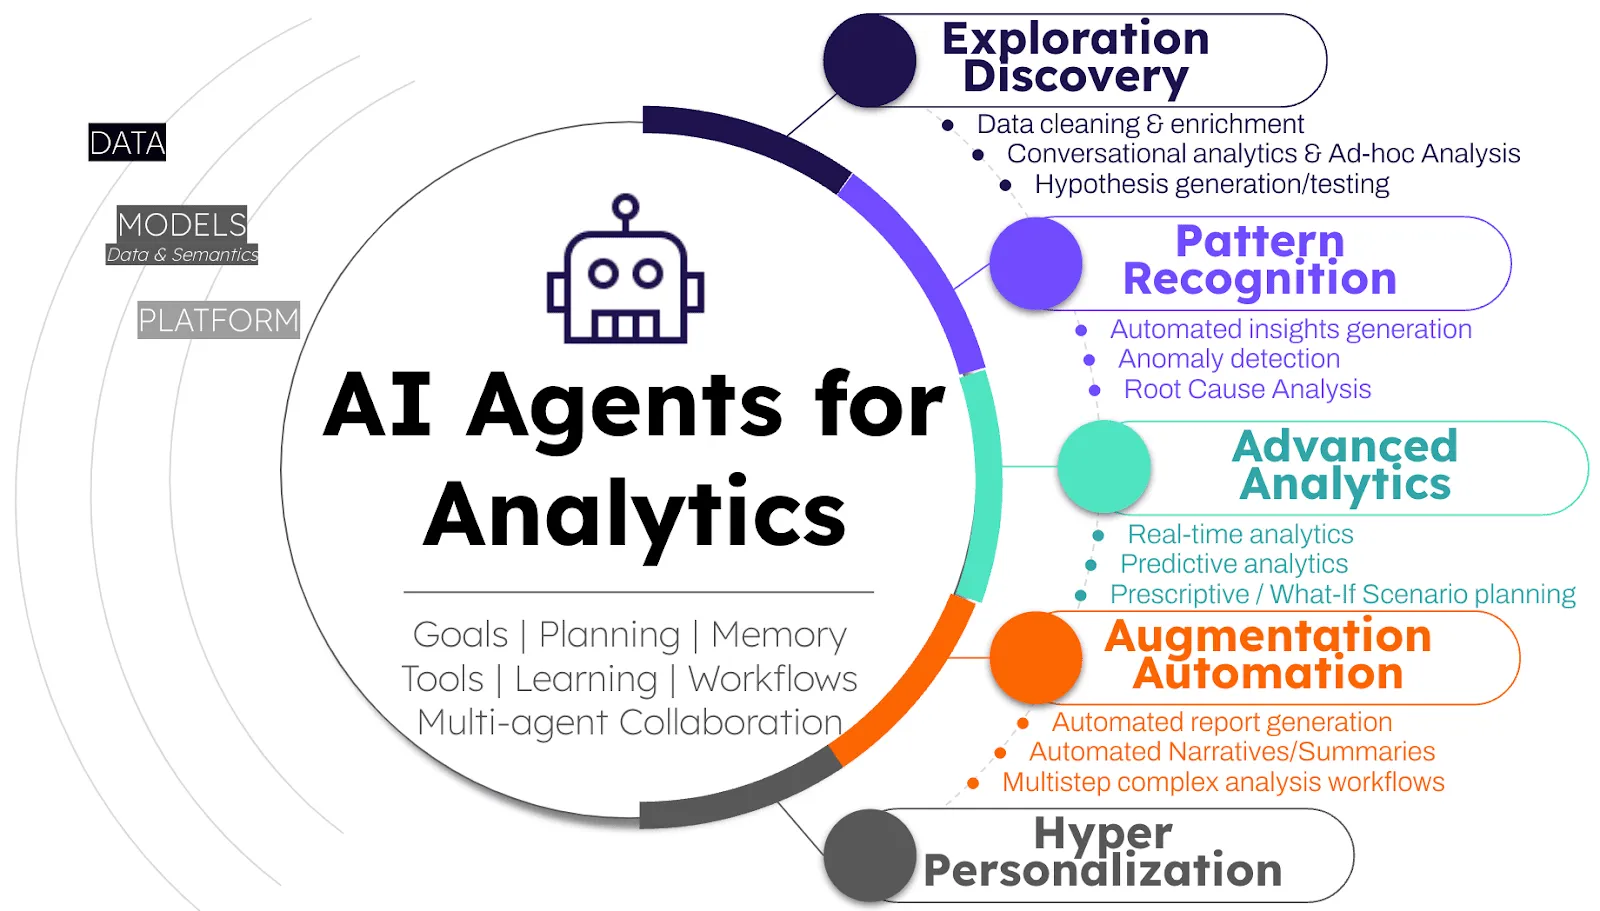 DATA
MODELS
Data & Semantics
PLATFORM
AI Agents for
Analytics
Goals | Planning | Memory
Tools | Learning | Workflows
Multi-agent Collaboration
Exploration
Discovery
Data cleaning & enrichment
Conversational analytics & Ad-hoc Analysis
Hypothesis generation/testing
Pattern
Recognition
Automated insights generation
Anomaly detection
Root Cause Analysis
Advanced
Analytics
Real-time analytics
Predictive analytics
Prescriptive / What-If Scenario planning
Augmentation
Automation
Automated report generation
Automated Narratives/Summaries
Multistep complex analysis workflows
Hyper
Personalization